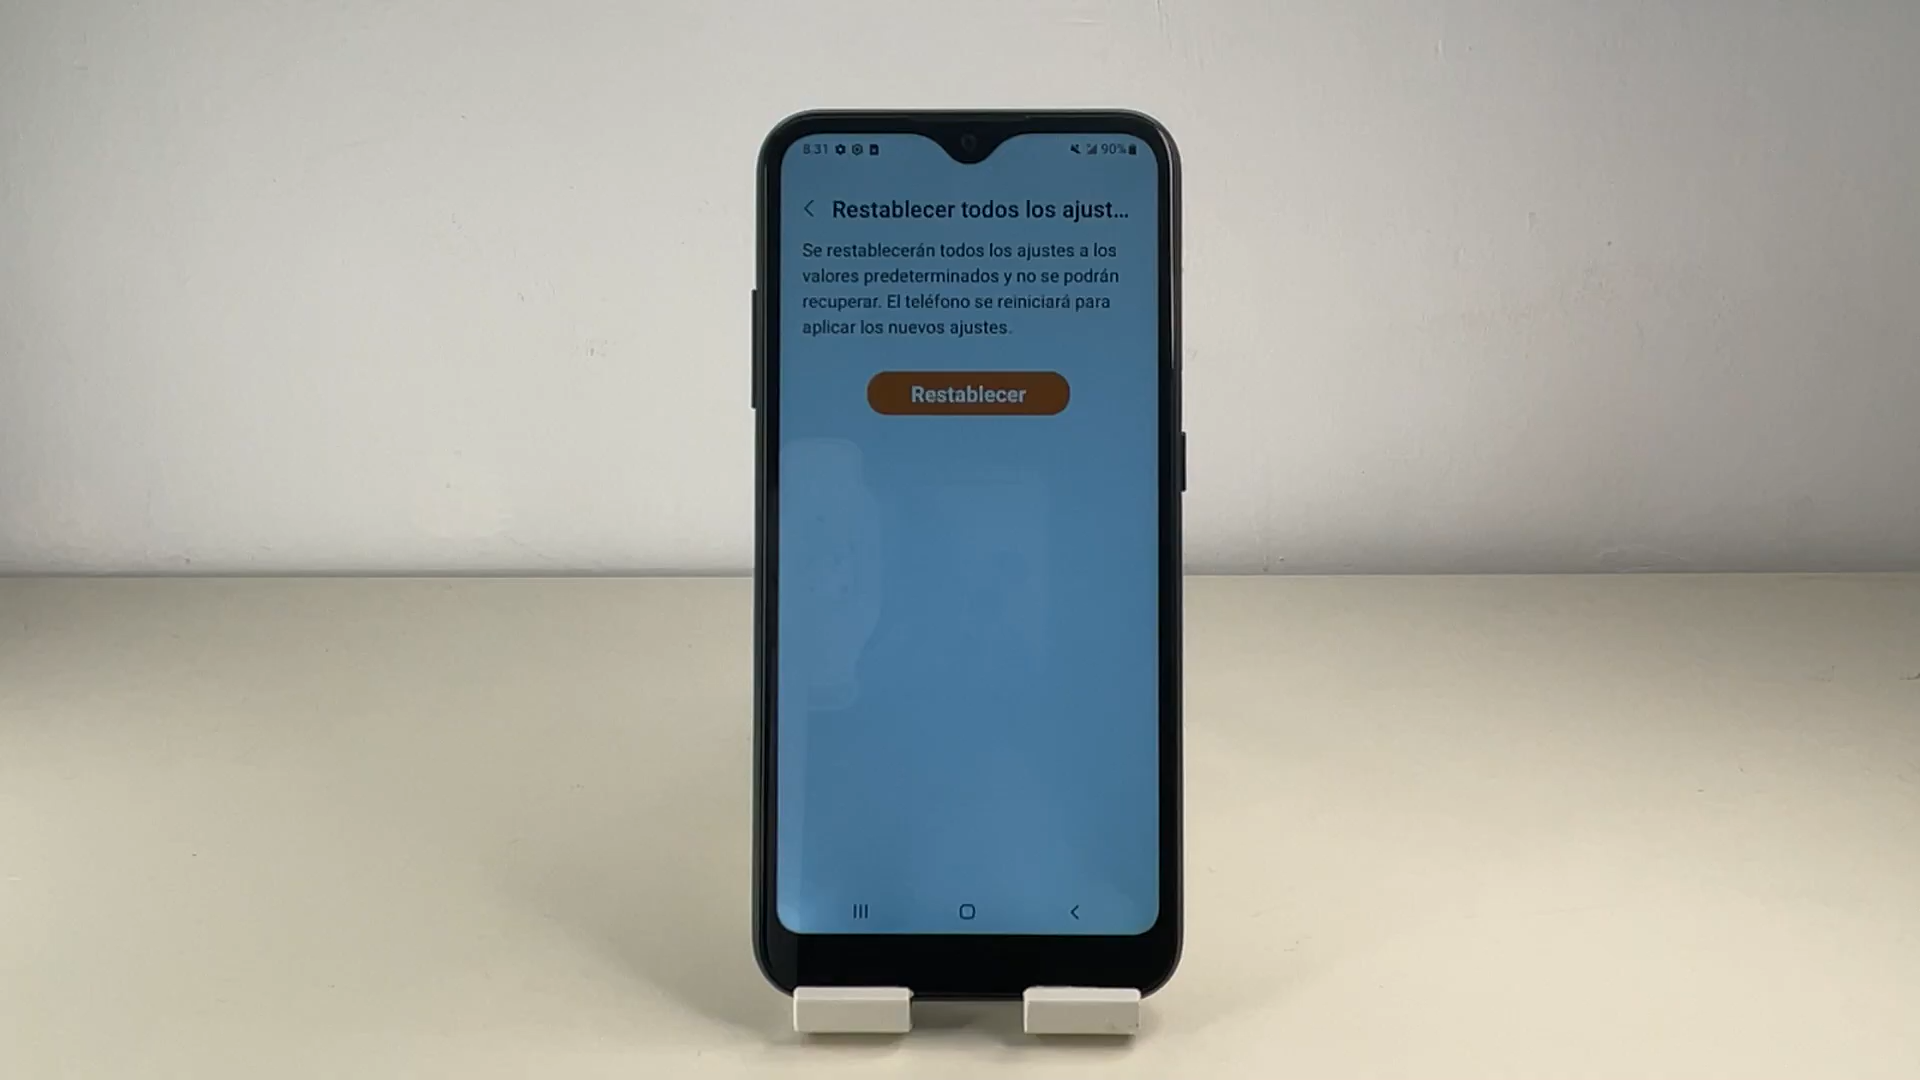 8.31 90%
Restablecer todos los ajust...
Se restablecerán todos los ajustes a los
valores predeterminados y no se podrán
recuperar. El teléfono se reiniciará para
aplicar los nuevos ajustes.
Restablecer